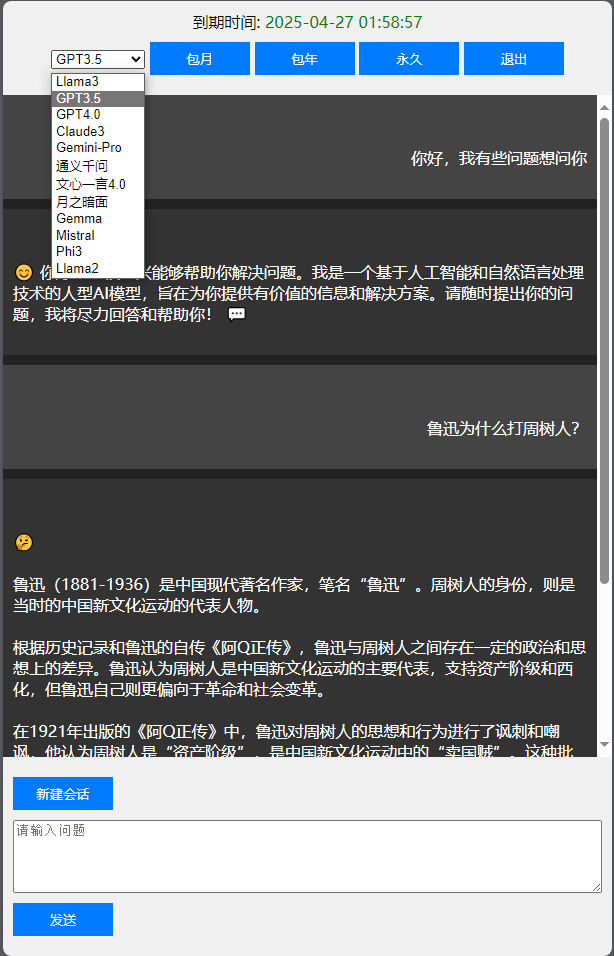 到期时间: 2025-04-27 01:58:57
GPT3.5 包月 包年 永久 退出
Llama3
GPT3.5
GPT4.0
Claude3
Gemini-Pro
通义千问
文心一言4.0
月之暗面
Gemma
Mistral
Phi3
Llama2
你好，我有些问题想问你
😊 你 能够帮助你解决问题。我是一个基于人工智能和自然语言处理
技术的人型AI模型，旨在为你提供有价值的信息和解决方案。请随时提出你的问
题，我将尽力回答和帮助你！ 💬
鲁迅为什么打周树人？
🤔
鲁迅（1881-1936）是中国现代著名作家，笔名“鲁迅”。周树人的身份，则是
当时的中国新文化运动的代表人物。
根据历史记录和鲁迅的自传《阿Q正传》，鲁迅与周树人之间存在一定的政治和思
想上的差异。鲁迅认为周树人是中国新文化运动的主要代表，支持资产阶级和西
化，但鲁迅自己则更偏向于革命和社会变革。
在1921年出版的《阿Q正传》中，鲁迅对周树人的思想和行为进行了讽刺和嘲
讽，他认为周树人是“资产阶级”，是中国新文化运动中的“卖国贼”。这种批
新建会话
请输入问题
发送